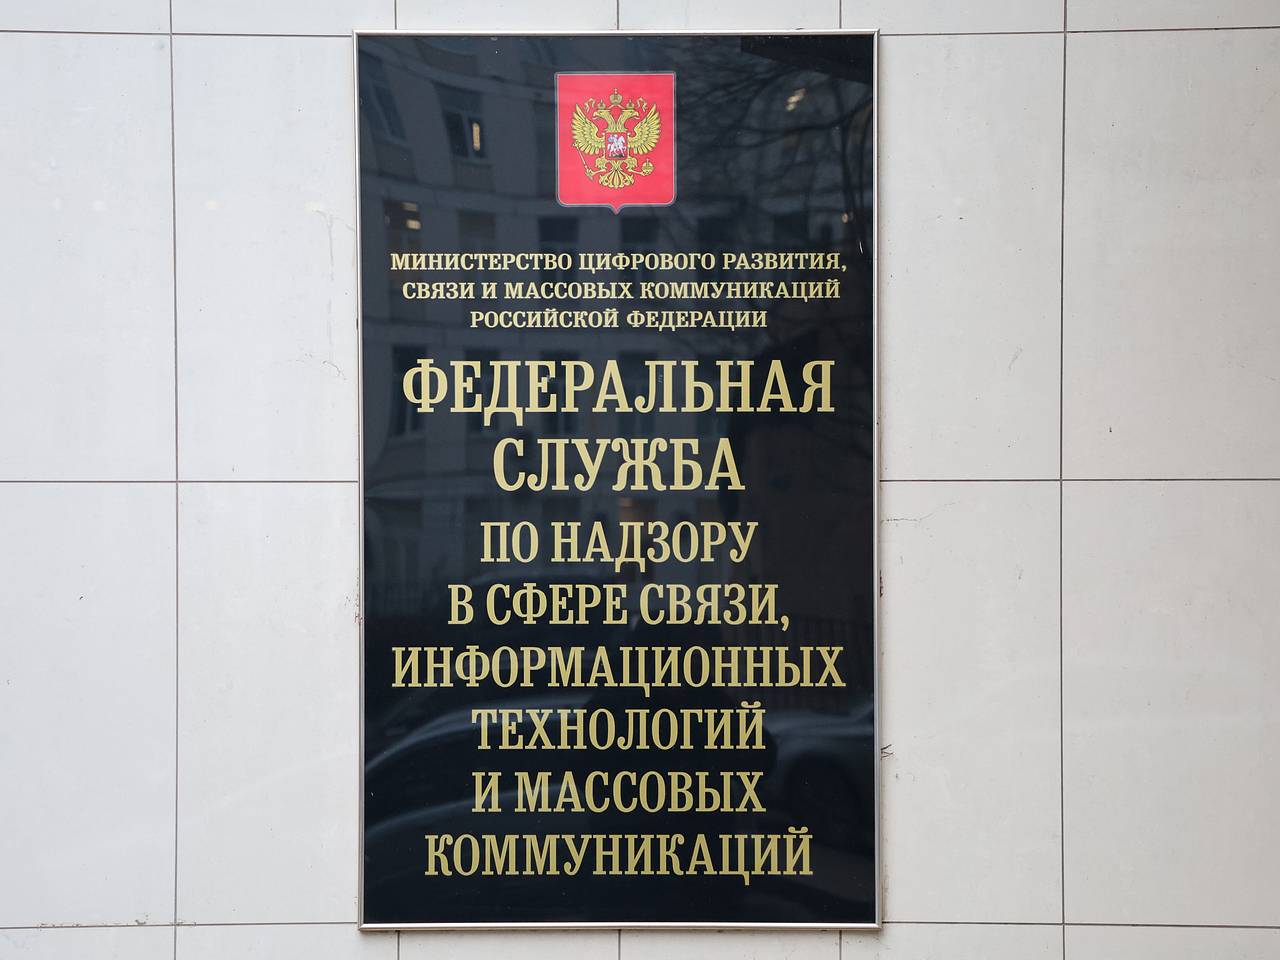 МИНИСТЕРСТВО ЦИФРОВОГО РАЗВИТИЯ,
СВЯЗИ И МАССОВЫХ КОММУНИКАЦИЙ
РОССИЙСКОЙ ФЕДЕРАЦИИ
ФЕДЕРАЛЬНАЯ
СЛУЖБА
ПО НАДЗОРУ
В СФЕРЕ СВЯЗИ,
ИНФОРМАЦИОННЫХ
ТЕХНОЛОГИЙ
И МАССОВЫХ
КОММУНИКАЦИЙ